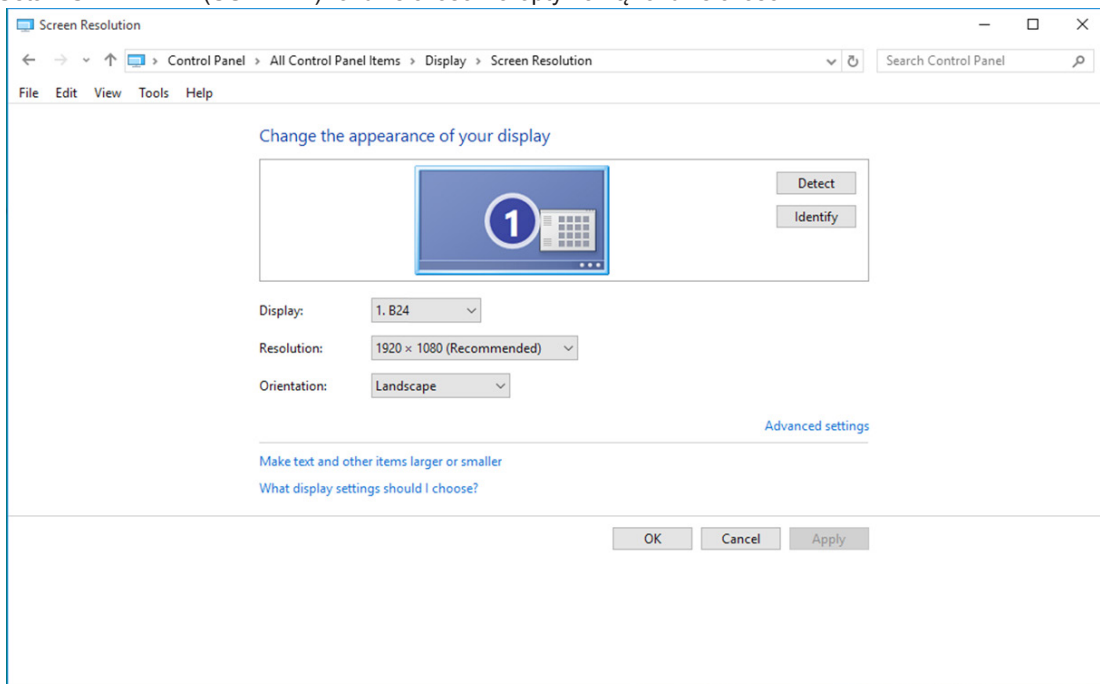 Screen Resolution
Control Panel > All Control Panel Items > Display > Screen Resolution
Search Control Panel
File Edit View Tools Help
Change the appearance of your display
1
Detect
Identify
Display: 1. B24
Resolution: 1920 × 1080 (Recommended)
Orientation: Landscape
Advanced settings
Make text and other items larger or smaller
What display settings should I choose?
OK Cancel Apply